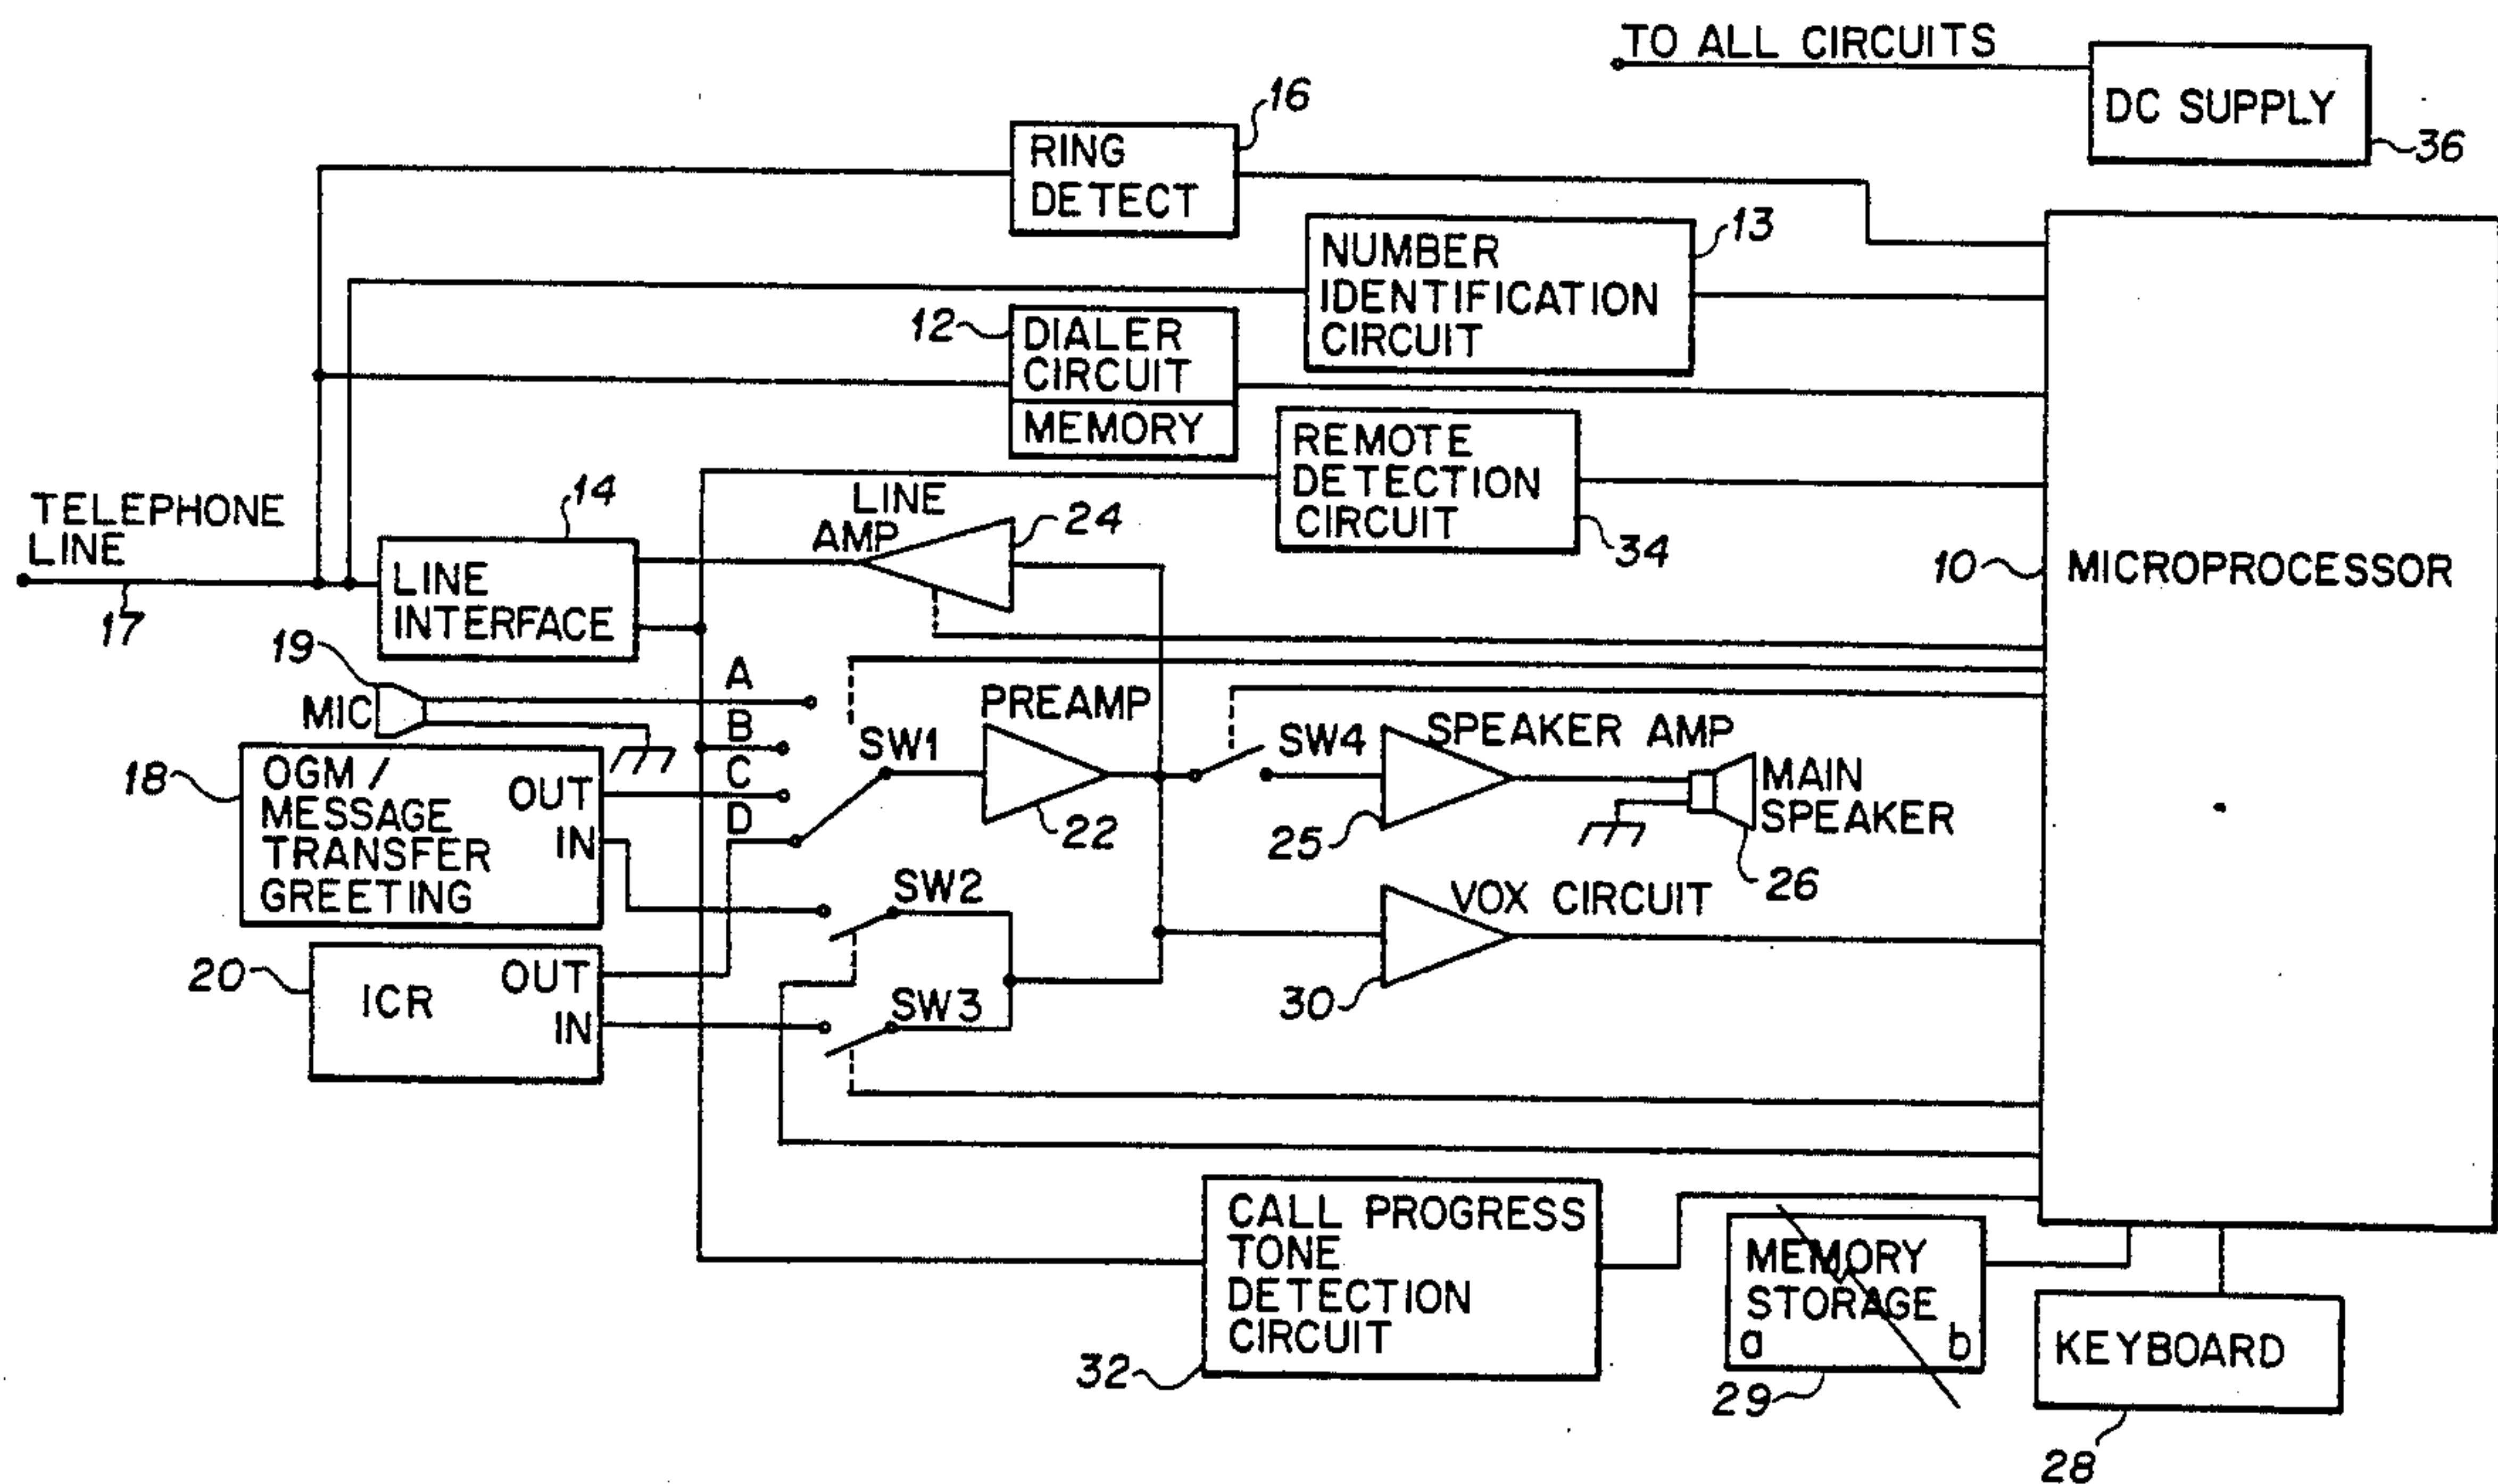 TO ALL CIRCUITS
DC SUPPLY
36
16
RING
DETECT
13
NUMBER
IDENTIFICATION
CIRCUIT
12
DIALER
CIRCUIT
MEMORY
REMOTE
DETECTION
CIRCUIT
34
TELEPHONE
LINE
17
14
LINE
INTERFACE
LINE
AMP
24
10
MICROPROCESSOR
19
MIC
A
B
C
D
SW1
PREAMP
22
SW4
SPEAKER AMP
25
MAIN
SPEAKER
26
18
OGM /
MESSAGE
TRANSFER
GREETING
OUT
IN
SW2
VOX CIRCUIT
30
20
ICR
OUT
IN
SW3
CALL PROGRESS
TONE
DETECTION
CIRCUIT
32
MEMORY
STORAGE
a b
29
KEYBOARD
28